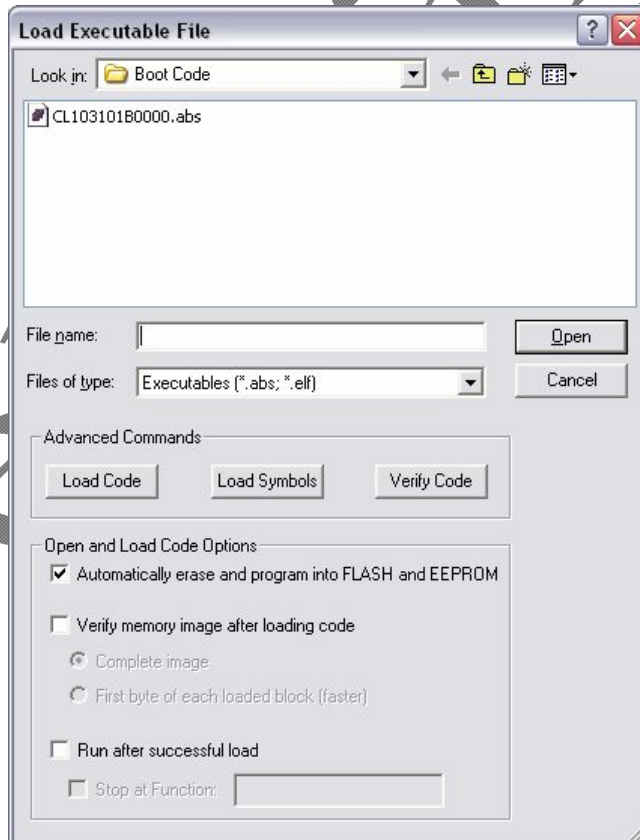 Load Executable File
Look in: Boot Code
CL103101B0000.abs
File name: Open
Files of type: Executables (*.abs; *.elf) Cancel
Advanced Commands
Load Code Load Symbols Verify Code
Open and Load Code Options
Automatically erase and program into FLASH and EEPROM
Verify memory image after loading code
Complete image
First byte of each loaded block (faster)
Run after successful load
Stop at Function: